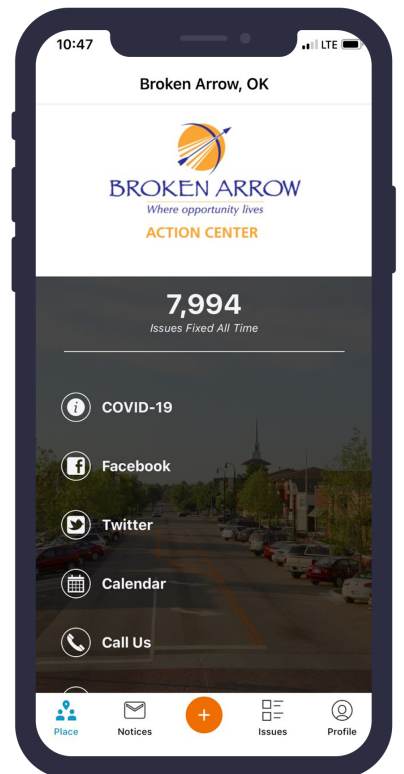 10:47
LTE
Broken Arrow, OK
BROKEN ARROW
Where opportunity lives
ACTION CENTER
7,994
Issues Fixed All Time
COVID-19
Facebook
Twitter
Calendar
Call Us
Place
Notices
Issues
Profile